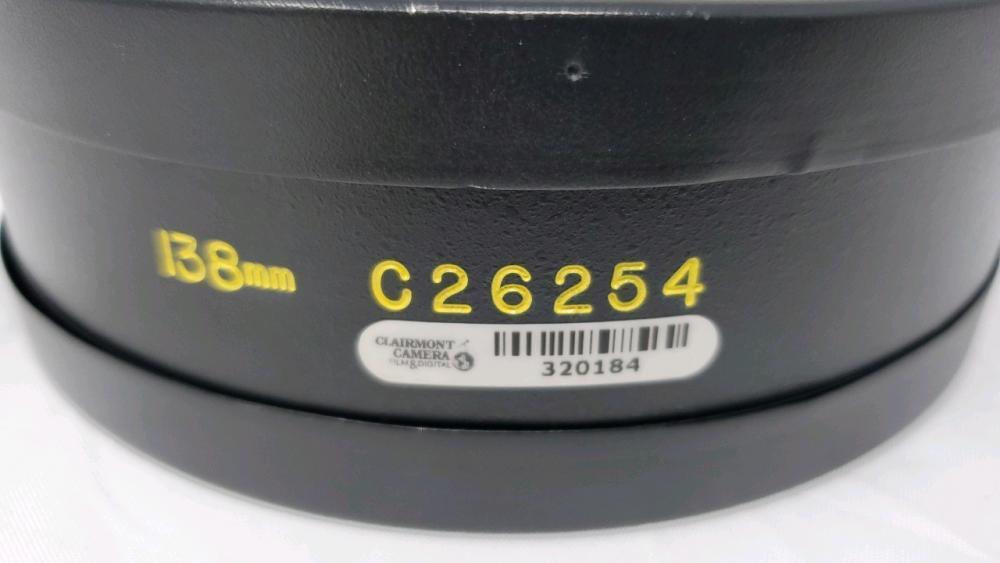 138mm C26254
CLAIRMONT
CAMERA
FILM&DIGITAL
320184